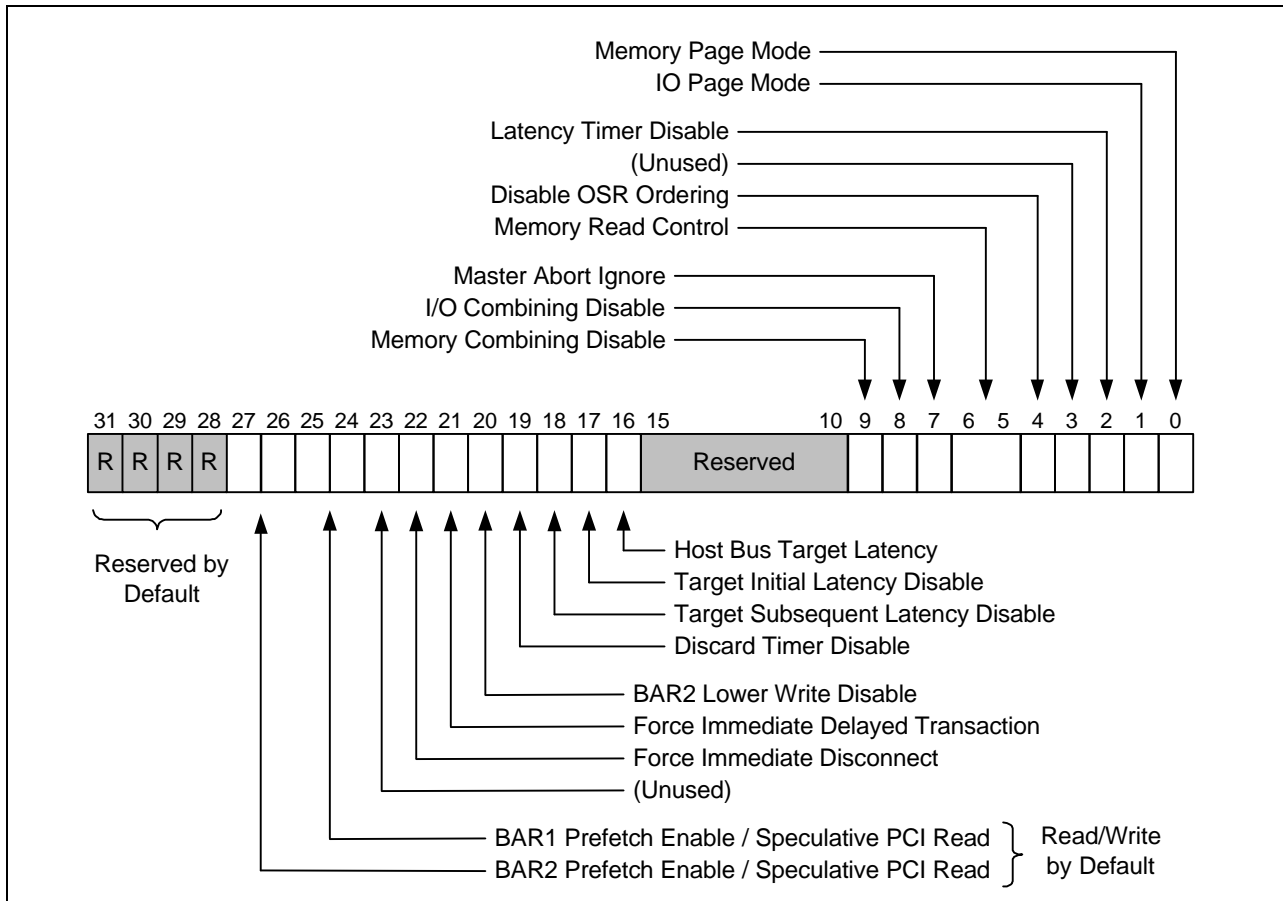 Memory Page Mode
IO Page Mode
Latency Timer Disable
(Unused)
Disable OSR Ordering
Memory Read Control
Master Abort Ignore
I/O Combining Disable
Memory Combining Disable
31 30 29 28 27 26 25 24 23 22 21 20 19 18 17 16 15 10 9 8 7 6 5 4 3 2 1 0
R R R R Reserved
Reserved by
Default
Host Bus Target Latency
Target Initial Latency Disable
Target Subsequent Latency Disable
Discard Timer Disable
BAR2 Lower Write Disable
Force Immediate Delayed Transaction
Force Immediate Disconnect
(Unused)
BAR1 Prefetch Enable / Speculative PCI Read
BAR2 Prefetch Enable / Speculative PCI Read
Read/Write
by Default